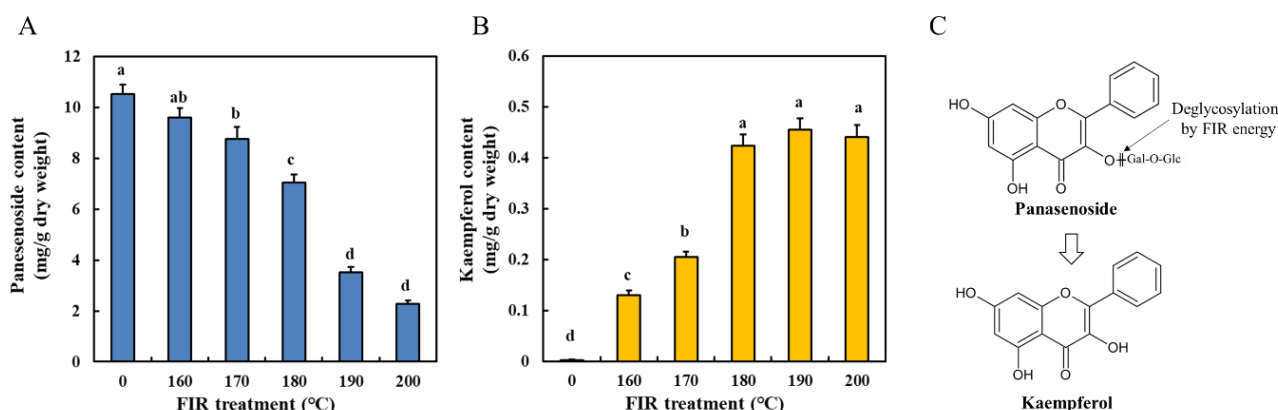 A
Panesenoside content
(mg/g dry weight)
12
10
8
6
4
2
0
a
ab
b
c
d
d
0 160 170 180 190 200
FIR treatment (°C)
B
Kaempferol content
(mg/g dry weight)
0.6
0.5
0.4
0.3
0.2
0.1
0
d
c
b
a
a
a
0 160 170 180 190 200
FIR treatment (°C)
C
HO
O
Deglycosylation
by FIR energy
O
Gal-O-Glc
OH
O
Panasenoside
HO
O
OH
OH
O
Kaempferol